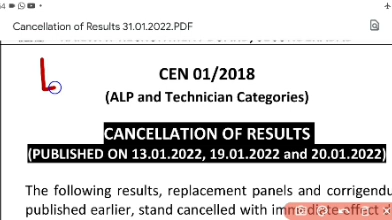 Cancellation of Results 31.01.2022.PDF
CEN 01/2018
(ALP and Technician Categories)
CANCELLATION OF RESULTS
(PUBLISHED ON 13.01.2022, 19.01.2022 and 20.01.2022)
The following results, replacement panels and corrigendu
published earlier, stand cancelled with immediate effect